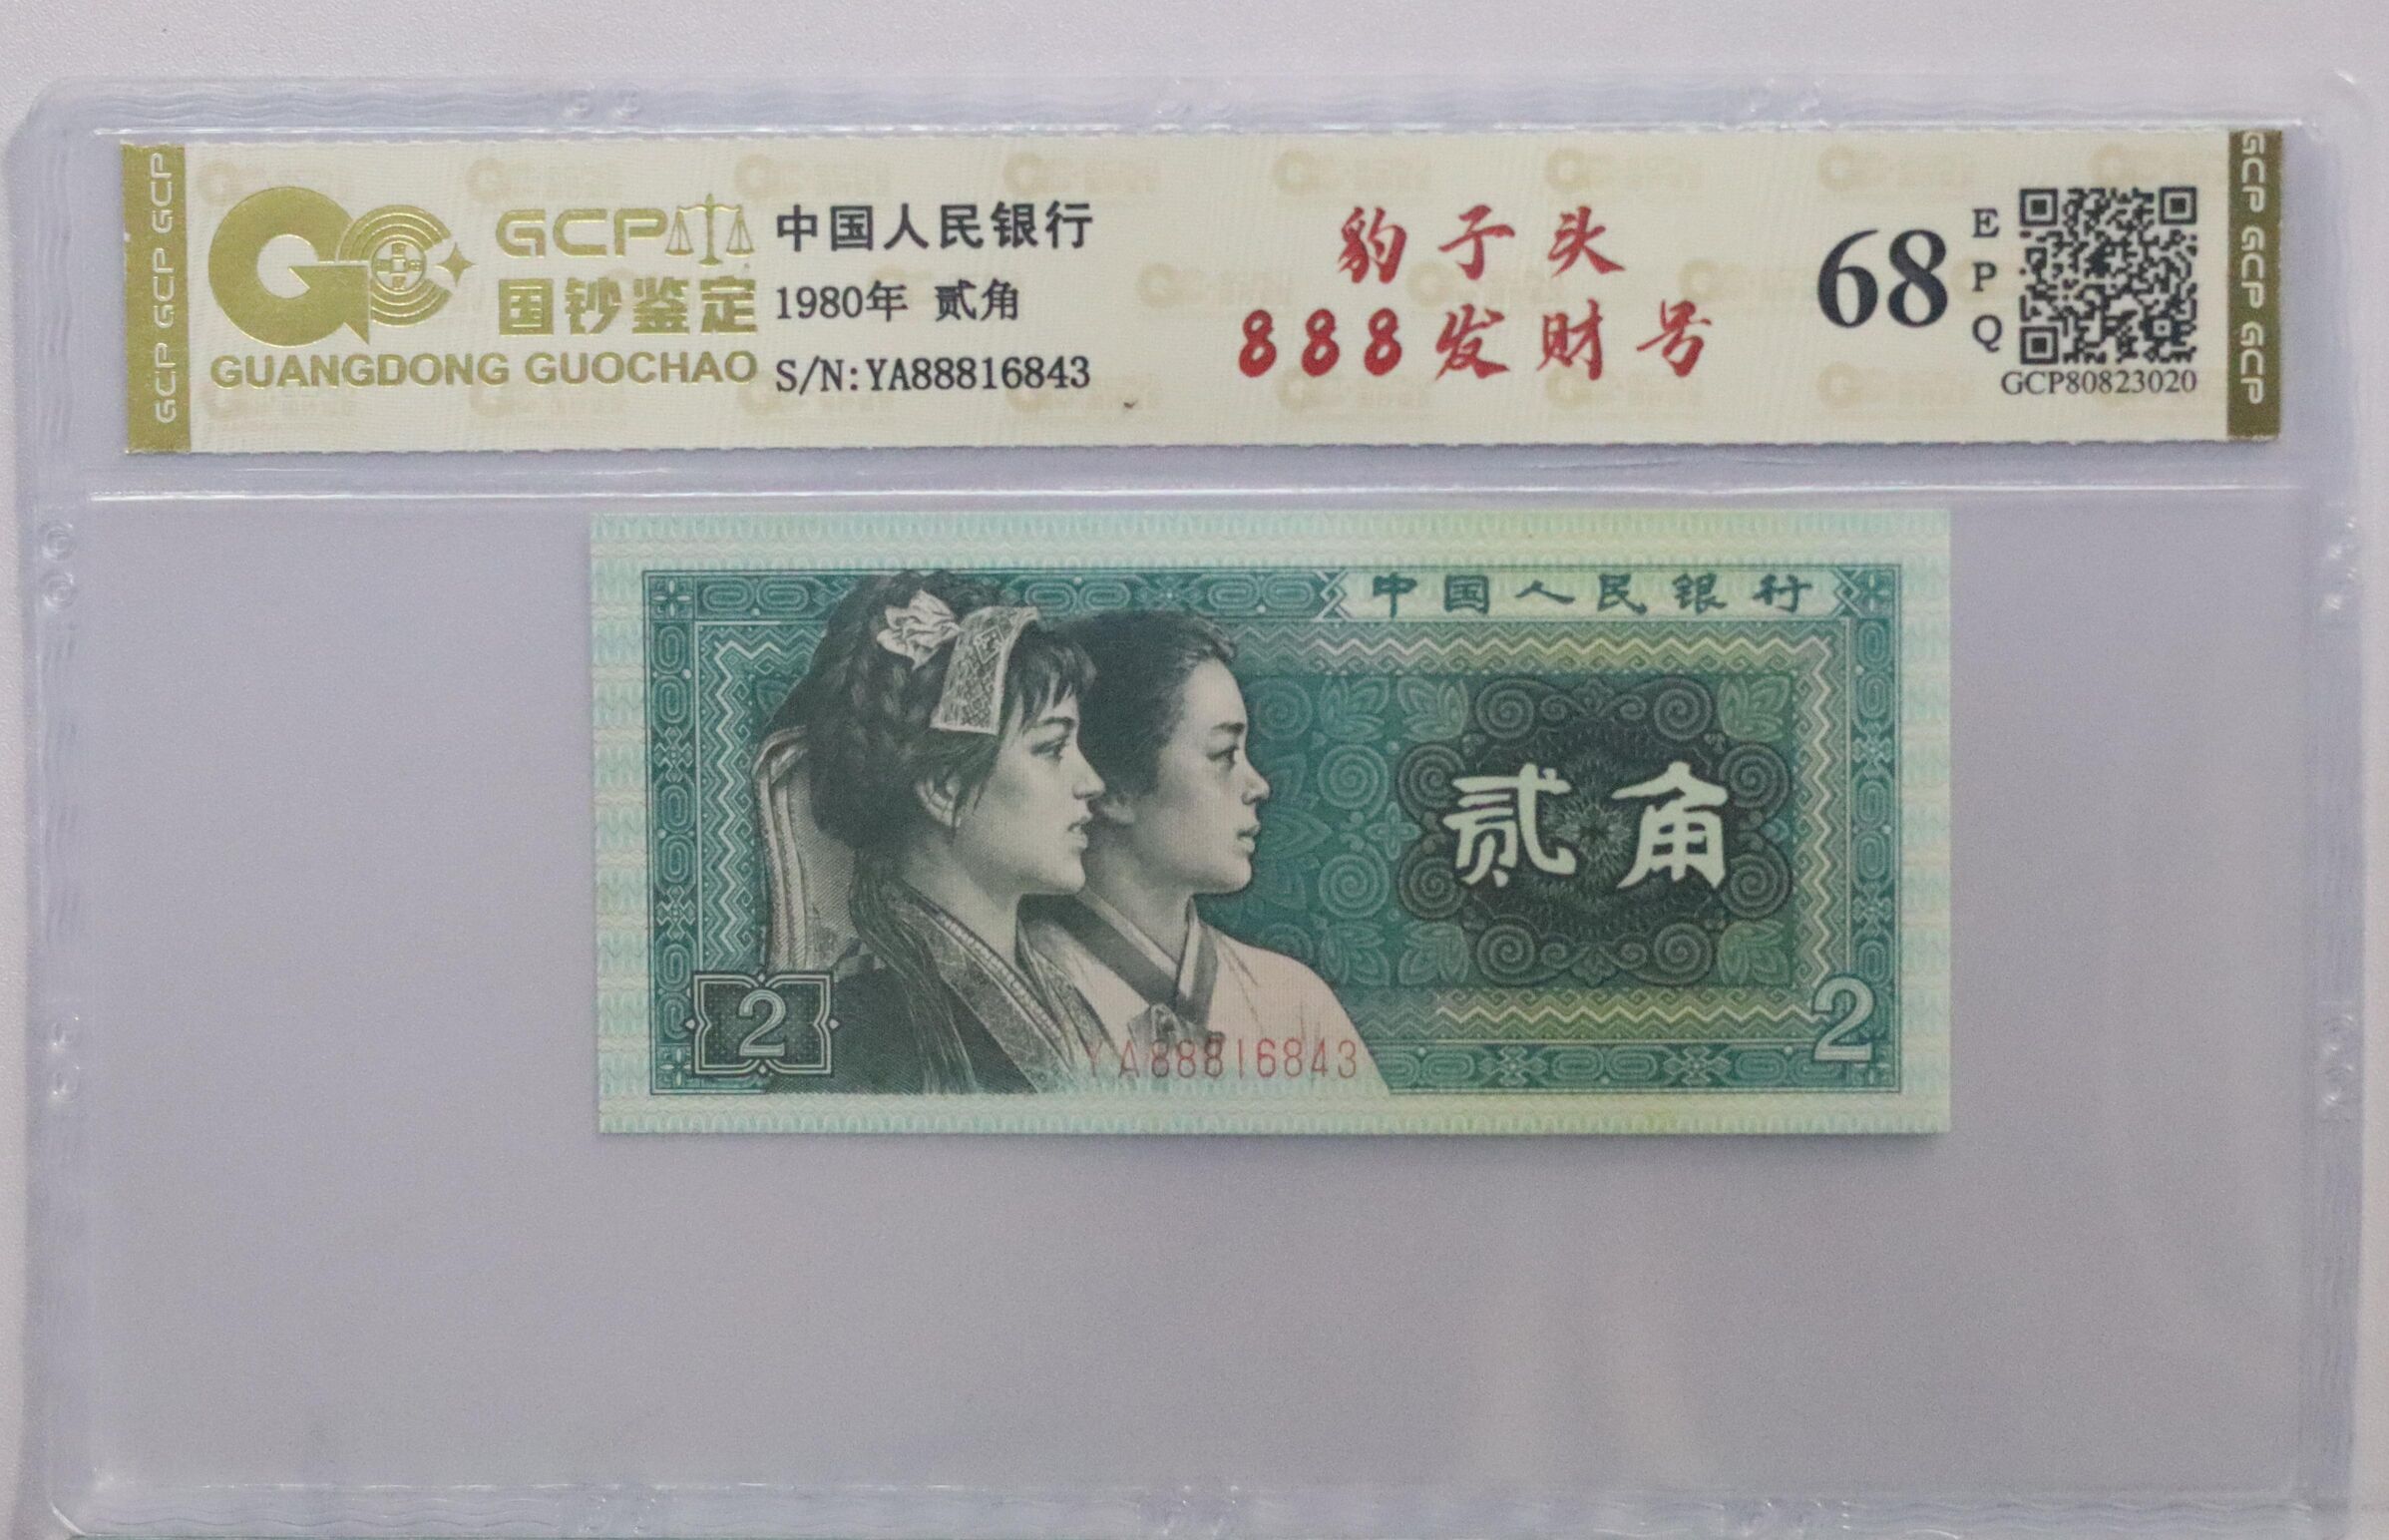 GCP GCP GCP
GCP
国钞鉴定
GUANGDONG GUOCHAO
中国人民银行
1980年 贰角
S/N:YA88816843
豹子头
888发财号
68
EPQ
GCP80823020
GCP GCP GCP
中国人民银行
贰角
2
2
YA88816843